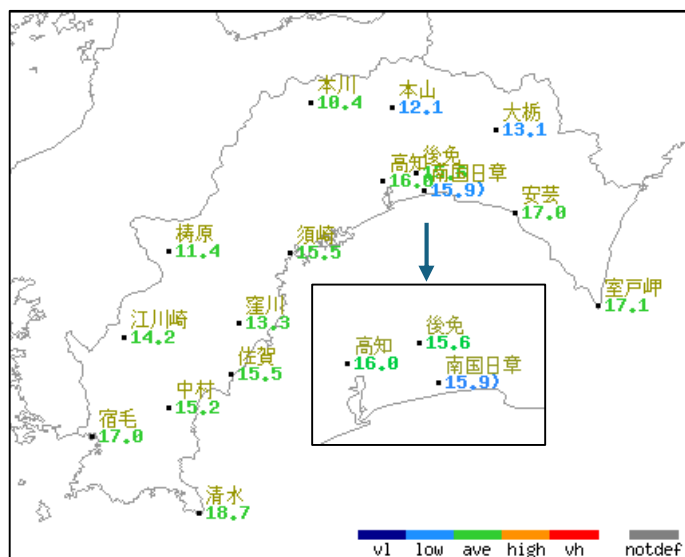 本川
10.4
本山
12.1
大栃
13.1
高知
16.0
後免
南国日章
15.9)
安芸
17.0
梼原
11.4
須崎
15.5
室戸岬
17.1
江川崎
14.2
窪川
13.3
佐賀
15.5
中村
15.2
宿毛
17.0
清水
18.7
後免
15.6
高知
16.0
南国日章
15.9)
vl low ave high vh notdef